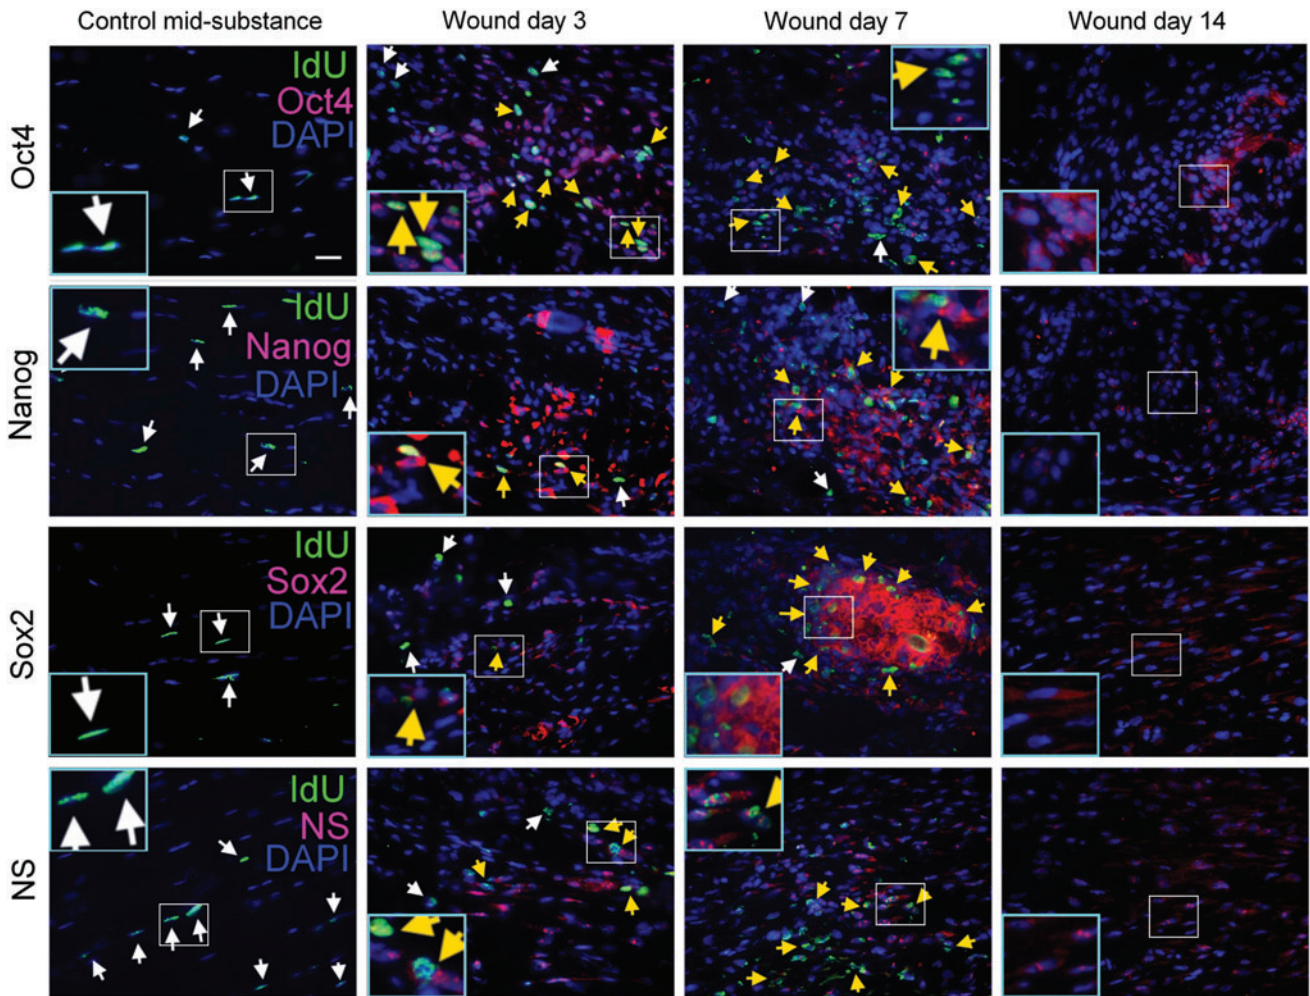 Control mid-substance
Wound day 3
Wound day 7
Wound day 14
Oct4
IdU
Oct4
DAPI
Nanog
IdU
Nanog
DAPI
Sox2
IdU
Sox2
DAPI
NS
IdU
NS
DAPI